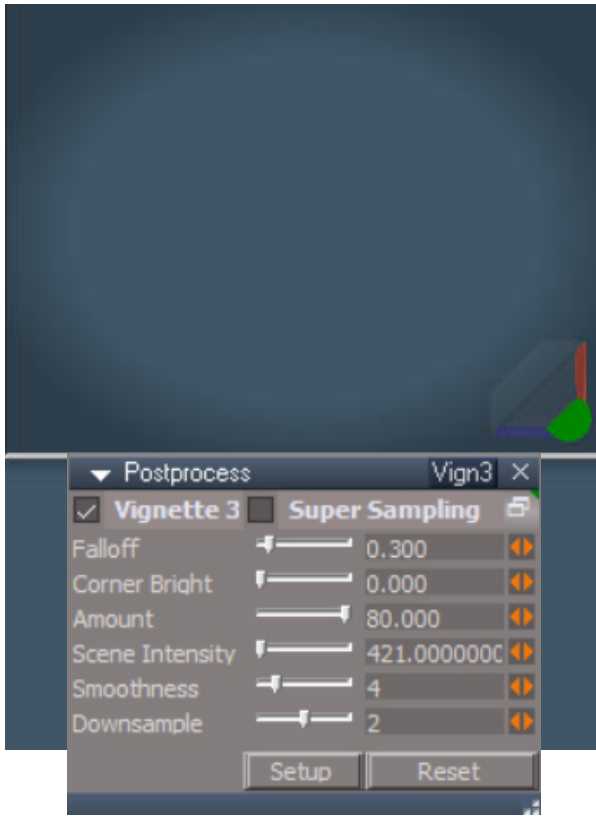 Postprocess Vign3
Vignette 3 Super Sampling
Falloff 0.300
Corner Bright 0.000
Amount 80.000
Scene Intensity 421.0000000
Smoothness 4
Downsample 2
Setup Reset